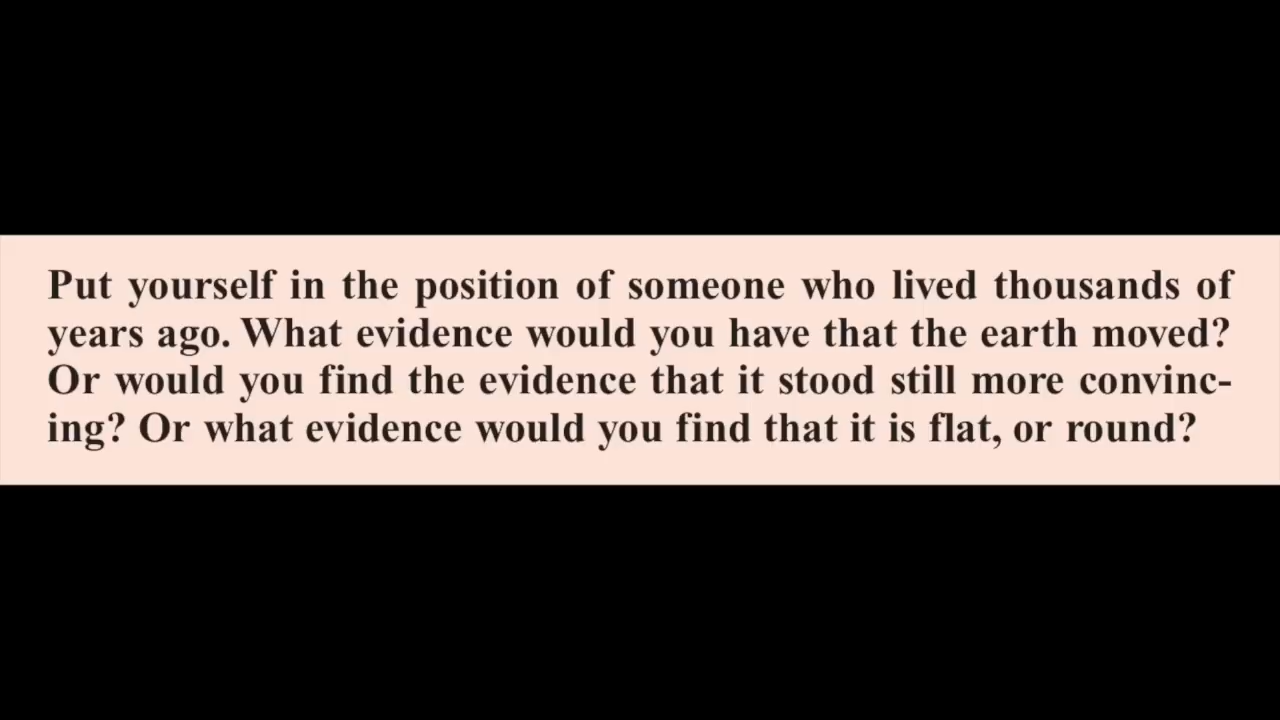 Put yourself in the position of someone who lived thousands of
years ago. What evidence would you have that the earth moved?
Or would you find the evidence that it stood still more convinc-
ing? Or what evidence would you find that it is flat, or round?